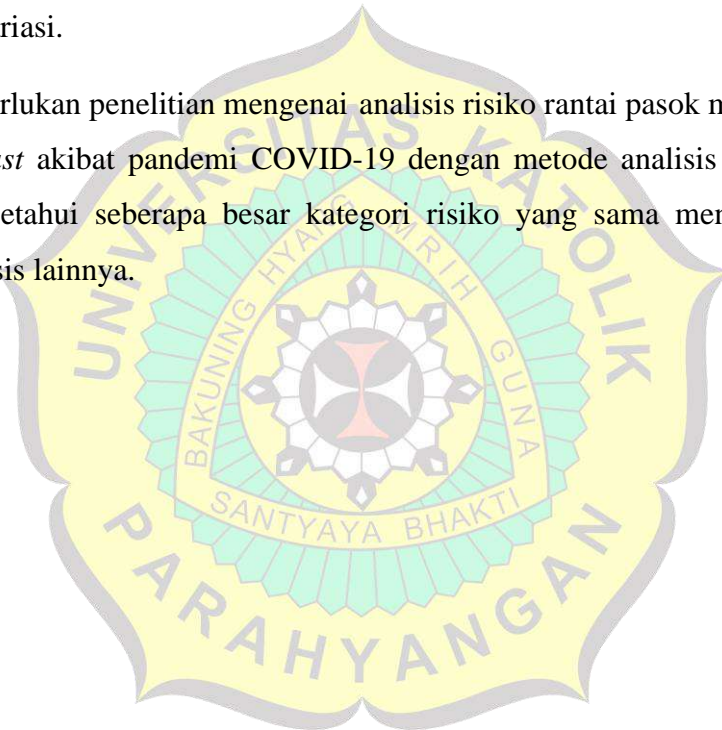 riasi.
rlukan penelitian mengenai analisis risiko rantai pasok m
st akibat pandemi COVID-19 dengan metode analisis
etahui seberapa besar kategori risiko yang sama men
sis lainnya.
UNIVERSITAS KATOLIK
BAKUNING HYANG MRIH GUNA
SANTYAYA BHAKTI
PARAHYANGAN